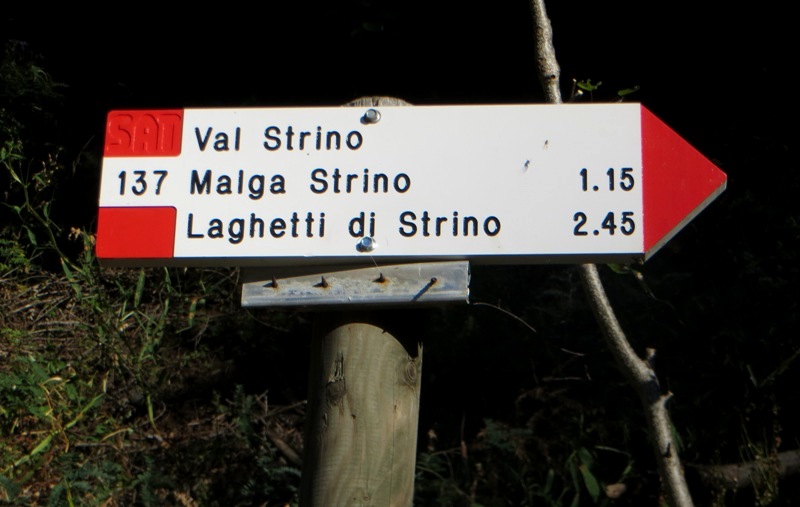 SAT Val Strino
137 Malga Strino 1.15
Laghetti di Strino 2.45